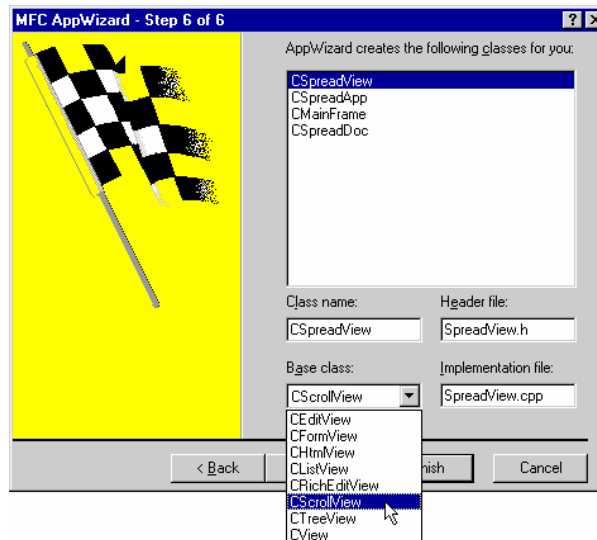 MFC AppWizard - Step 6 of 6
AppWizard creates the following classes for you:
CSpreadView
CSpreadApp
CMainFrame
CSpreadDoc
Class name:
Header file:
CSpreadView
SpreadView.h
Base class:
Implementation file:
CScrollView
SpreadView.cpp
CEditView
CFormView
CHtmlView
CListView
CRichEditView
CScrollView
CTreeView
CView
< Back
nish
Cancel